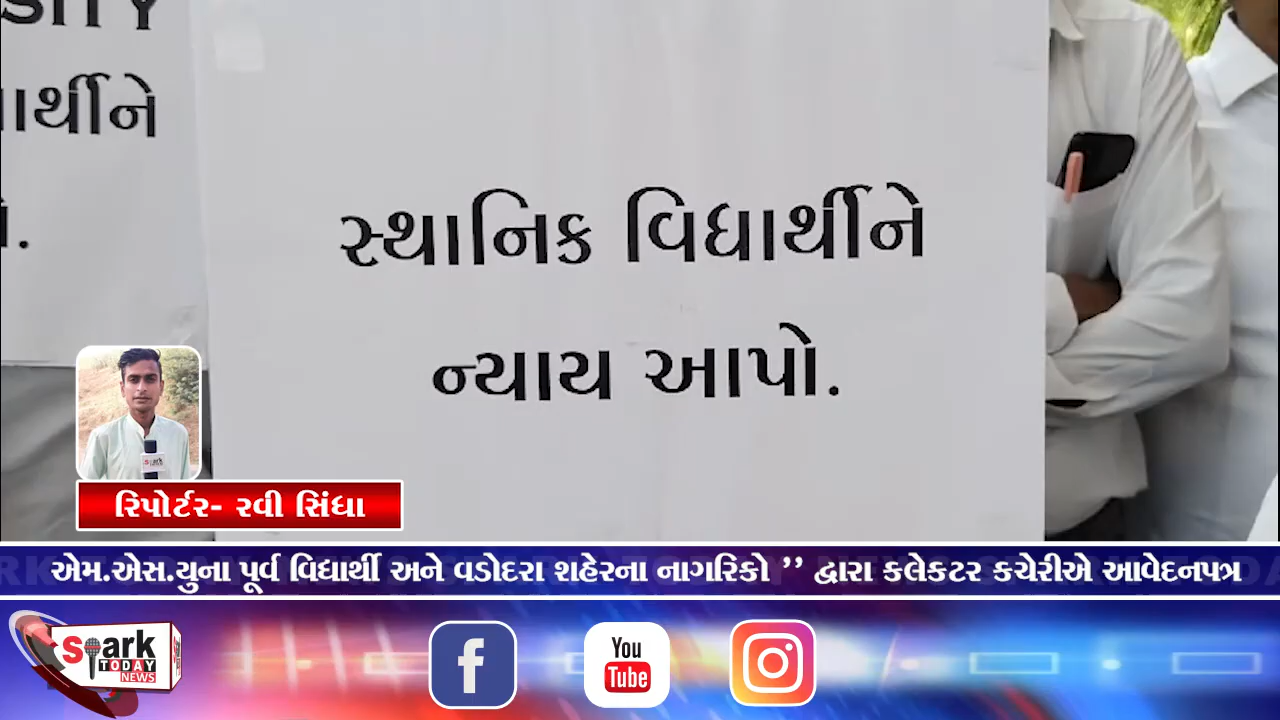 ર્થીને
સ્થાનિક વિધાર્થીને
ન્યાય આપો.
રિપોર્ટર- રવી સિંધા
એમ.એસ.યુના પૂર્વ વિધાર્થી અને વડોદરા શહેરના નાગરિકો ’’ દ્વારા કલેકટર કચેરીએ આવેદનપત્ર
Spark
TODAY
NEWS
f
You
Tube